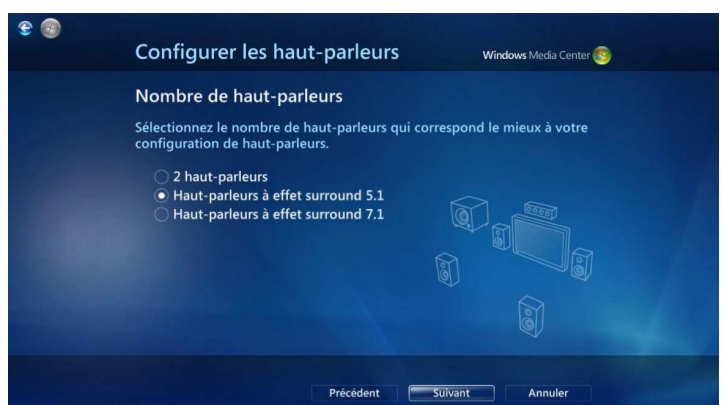 Configurer les haut-parleurs
Windows Media Center
Nombre de haut-parleurs
Sélectionnez le nombre de haut-parleurs qui correspond le mieux à votre
configuration de haut-parleurs.
2 haut-parleurs
Haut-parleurs à effet surround 5.1
Haut-parleurs à effet surround 7.1
Précédent
Suivant
Annuler